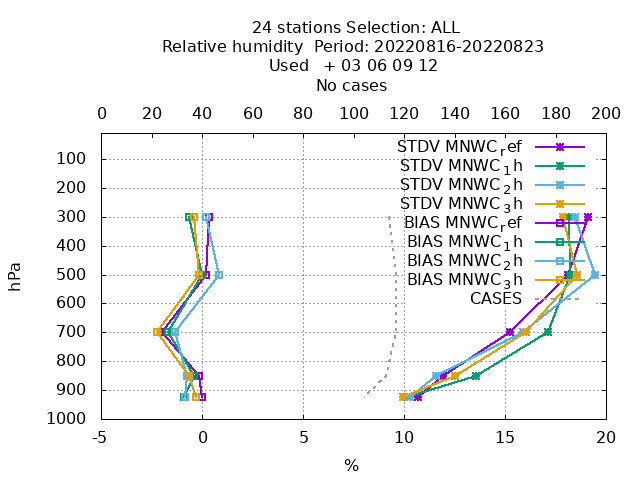 24 stations Selection: ALL
Relative humidity  Period: 20220816-20220823
Used   + 03 06 09 12
No cases
0 20 40 60 80 100 120 140 160 180 200
STDV MNWC_ref
STDV MNWC_1h
STDV MNWC_2h
STDV MNWC_3h
BIAS MNWC_ref
BIAS MNWC_1h
BIAS MNWC_2h
BIAS MNWC_3h
CASES
100
200
300
400
500
600
700
800
900
1000
hPa
-5 0 5 10 15 20
%